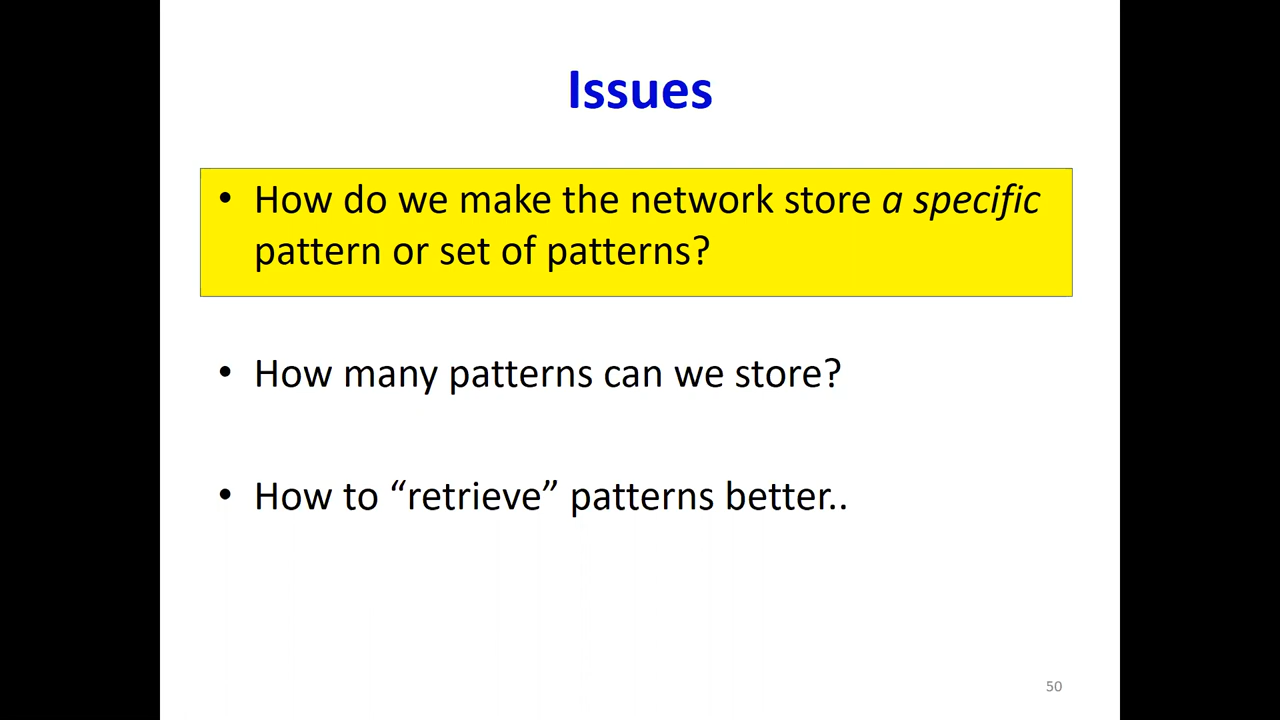 Issues
• How do we make the network store a specific
pattern or set of patterns?
• How many patterns can we store?
• How to “retrieve” patterns better..
50